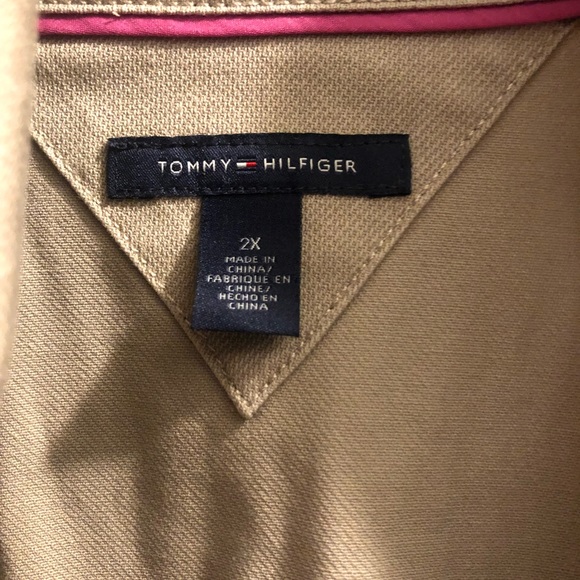 TOMMY HILFIGER
2X
MADE IN
CHINA/
FABRIQUE EN
CHINE/
HECHO EN
CHINA